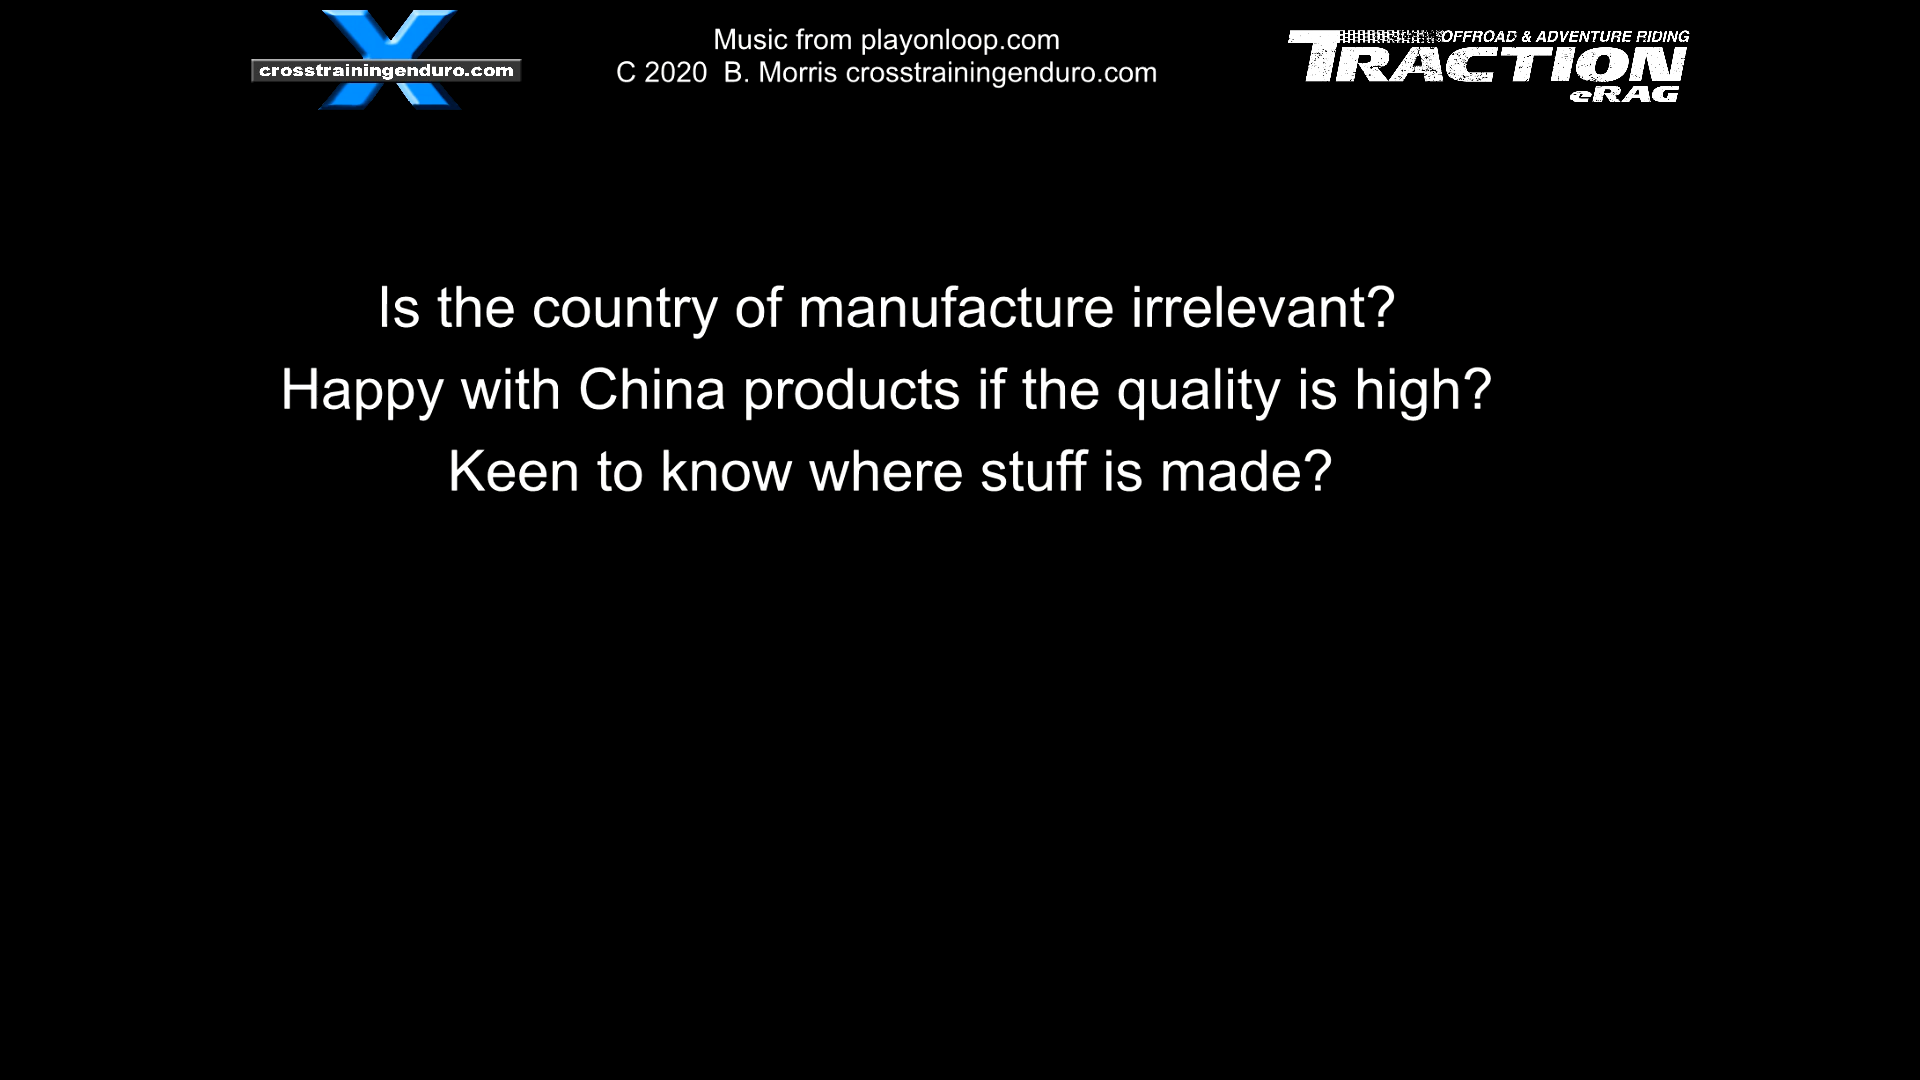 crosstrainingenduro.com
Music from playonloop.com
C 2020 B. Morris crosstrainingenduro.com
OFFROAD & ADVENTURE RIDING
TRACTION
eRAG
Is the country of manufacture irrelevant?
Happy with China products if the quality is high?
Keen to know where stuff is made?